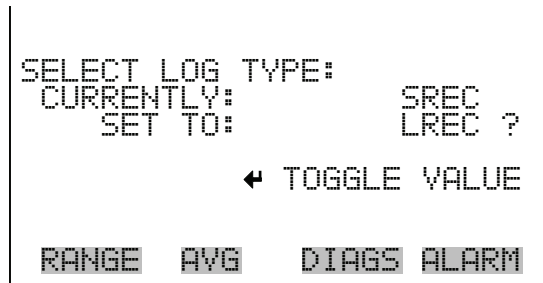 SELECT LOG TYPE:
CURRENTLY: SREC
SET TO: LREC ?
↵ TOGGLE VALUE
RANGE AVG DIAGS ALARM